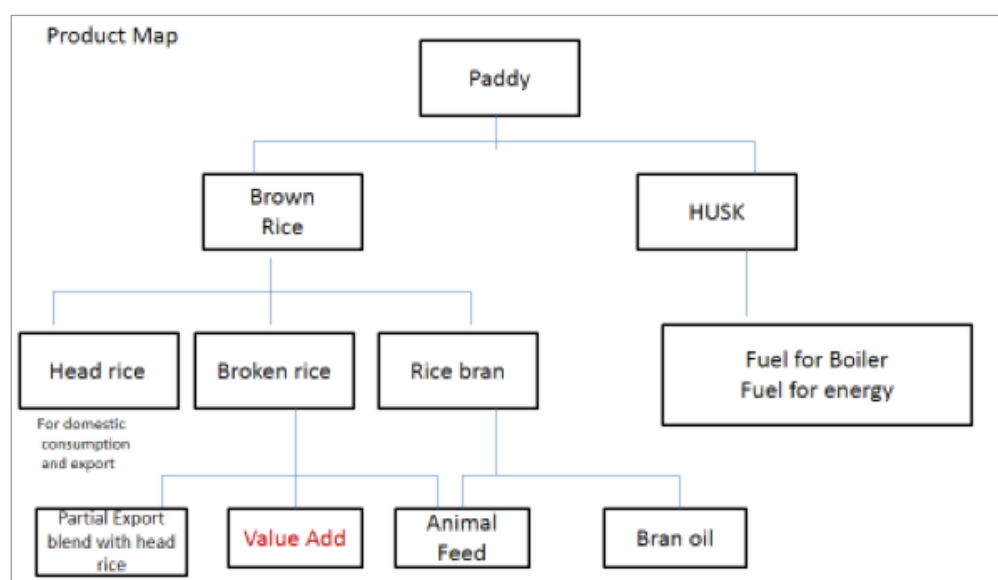 Product Map
Paddy
Brown
Rice
HUSK
Head rice
Broken rice
Rice bran
Fuel for Boiler
Fuel for energy
For domestic
consumption
and export
Partial Export
blend with head
rice
Value Add
Animal
Feed
Bran oil